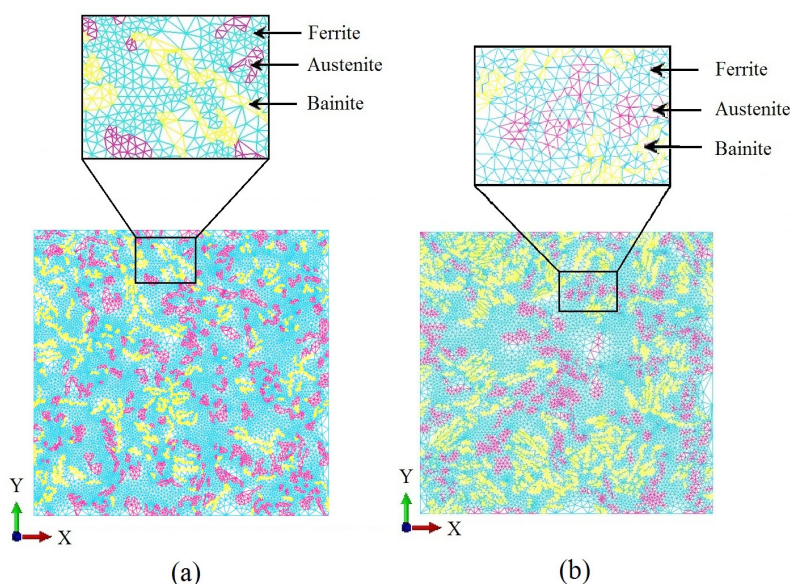 Ferrite
Austenite
Bainite
Y
X
(a)
Ferrite
Austenite
Bainite
Y
X
(b)